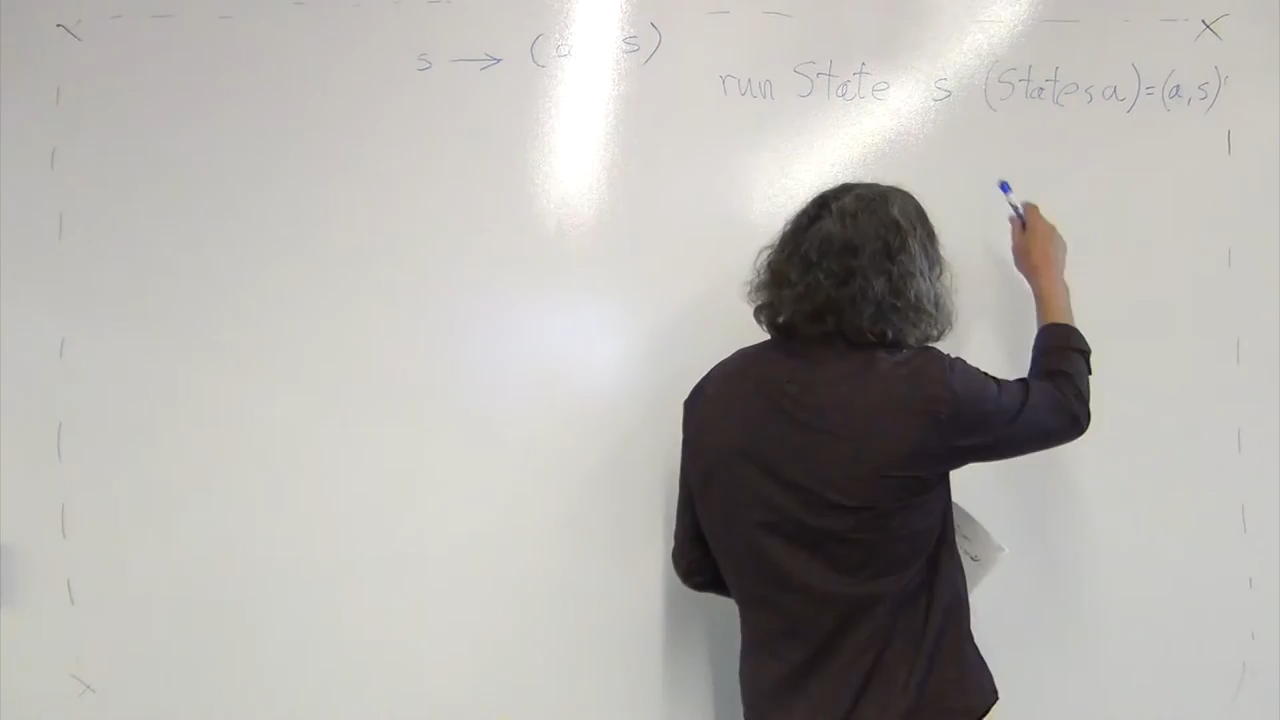 s → (a, s)
run State s (State s a) = (a, s)